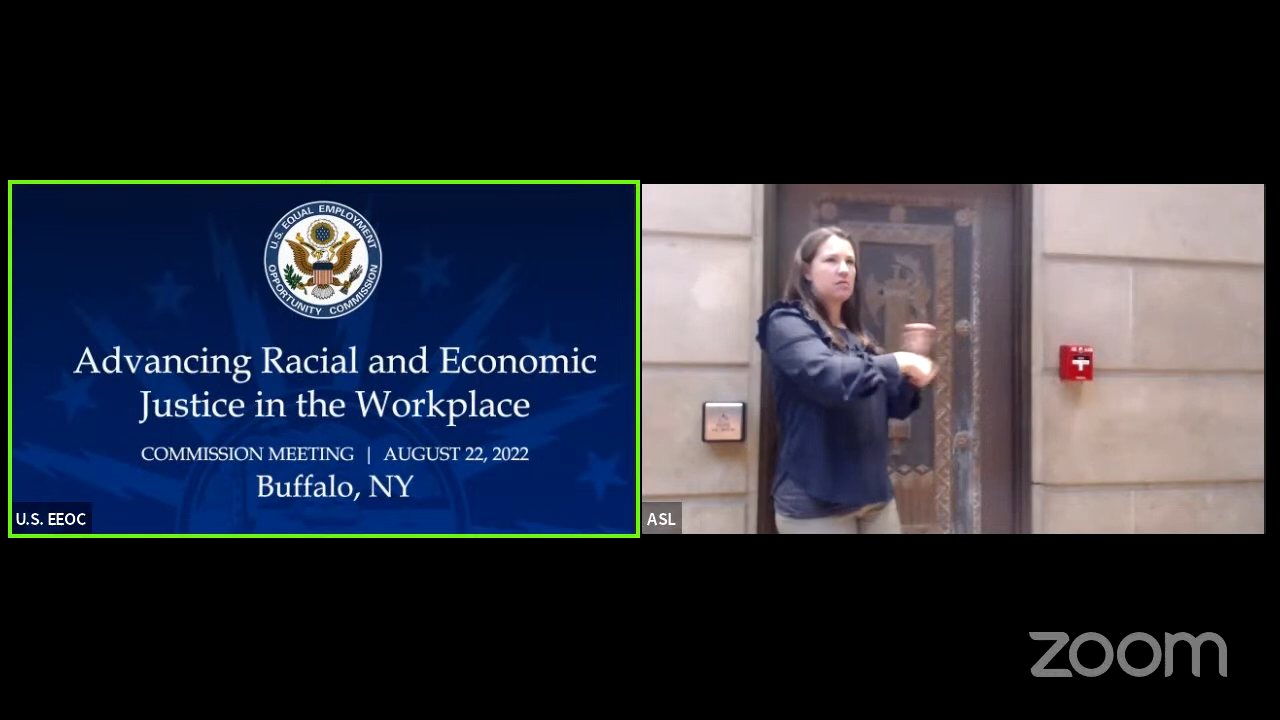 U.S. EQUAL EMPLOYMENT
OPPORTUNITY COMMISSION
Advancing Racial and Economic
Justice in the Workplace
COMMISSION MEETING | AUGUST 22, 2022
Buffalo, NY
U.S. EEOC
ASL
zoom